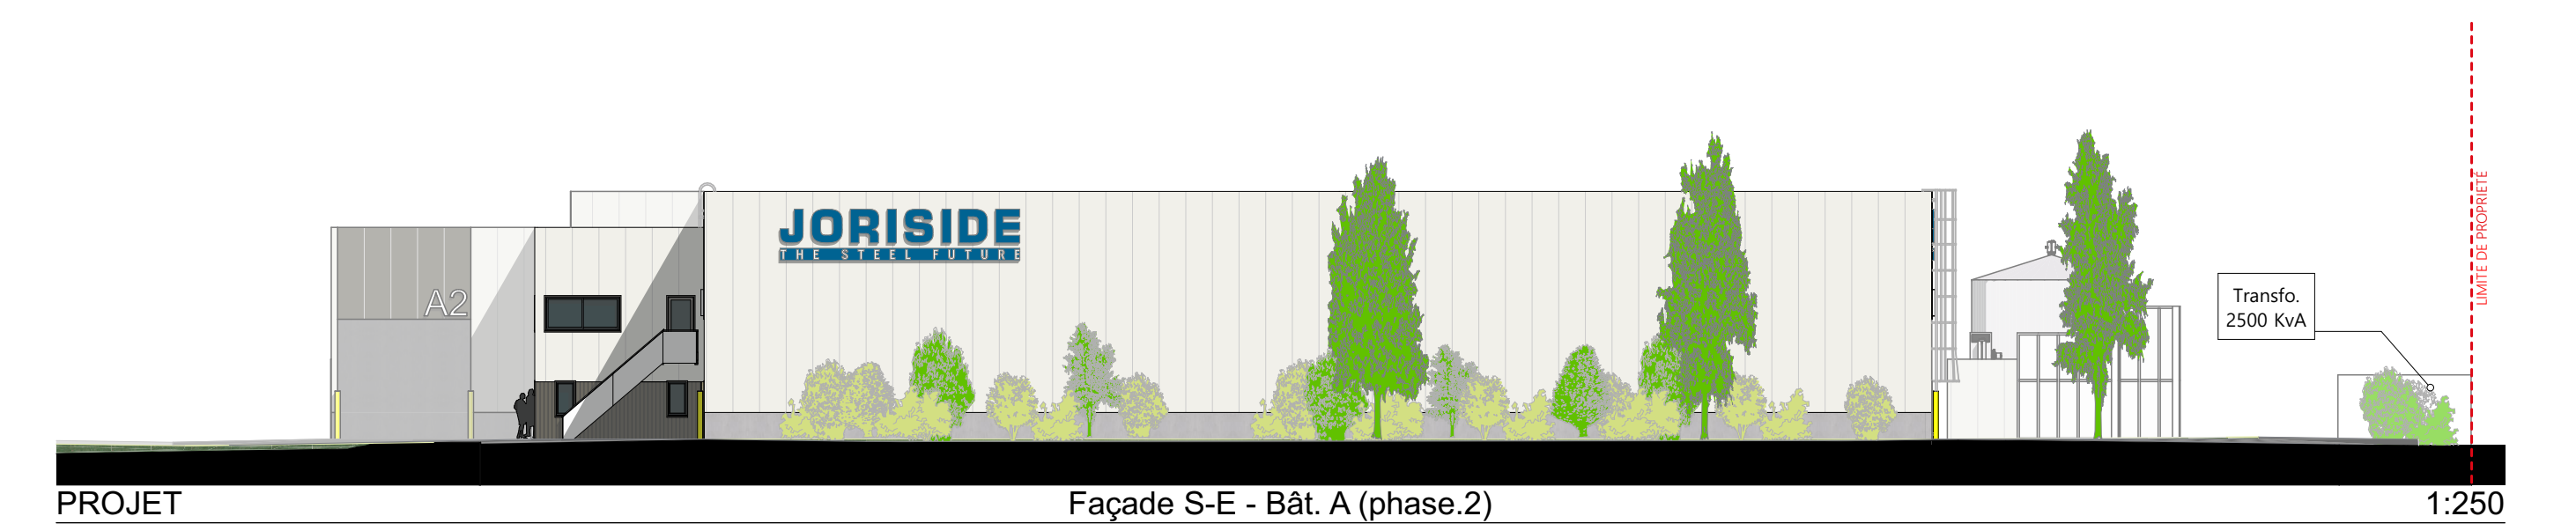 JORISIDE
THE STEEL FUTURE
A2
LIMITE DE PROPRIÉTÉ
Transfo.
2500 KvA
PROJET
Façade S-E - Bât. A (phase.2)
1:250